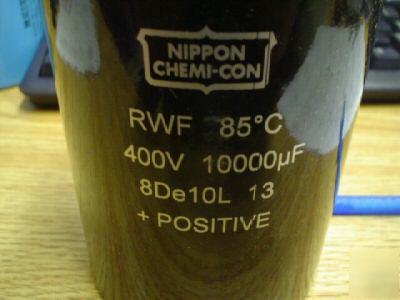 NIPPON
CHEMI-CON
RWF 85°C
400V 10000µF
8De10L 13
+ POSITIVE